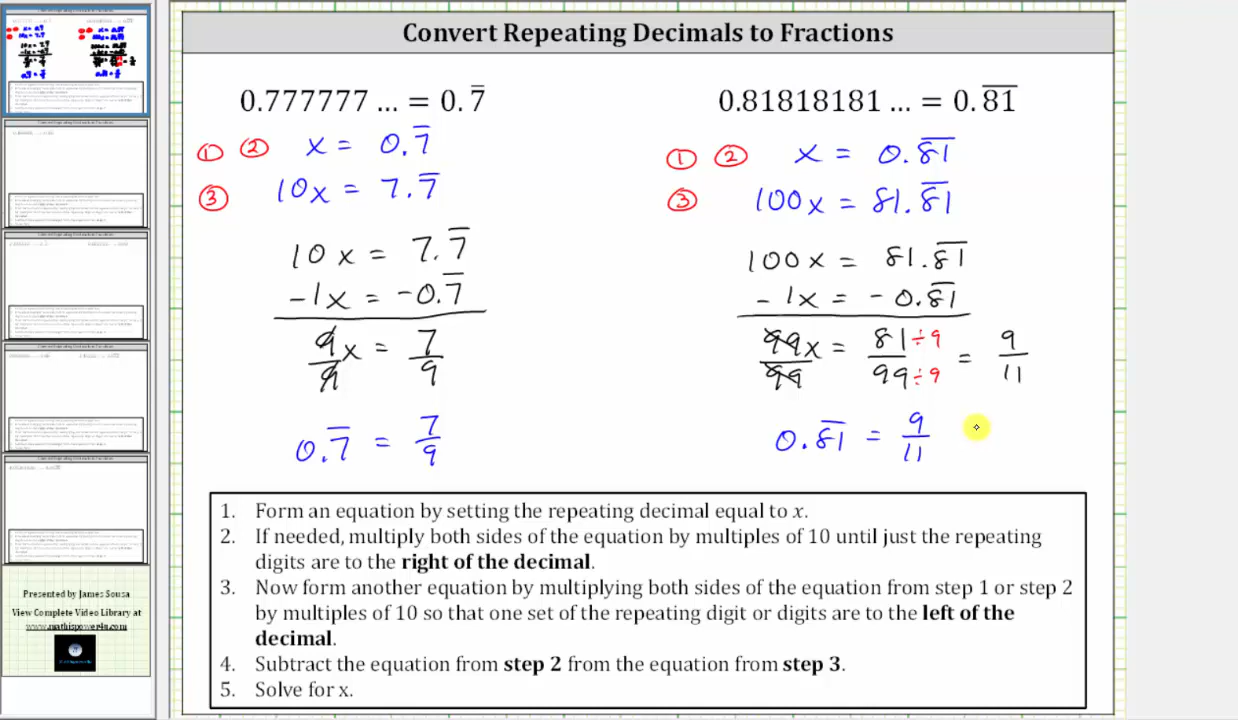 Convert Repeating Decimals to Fractions
0.777777 ... = 0.7̅
① ② x = 0.7̅
③ 10x = 7.7̅
10x = 7.7̅
-1x = -0.7̅
9/9 x = 7/9
0.7̅ = 7/9
0.81818181 ... = 0.8̅1̅
① ② x = 0.8̅1̅
③ 100x = 81.8̅1̅
100x = 81.8̅1̅
-1x = -0.8̅1̅
99/99 x = 81÷9/99÷9 = 9/11
0.8̅1̅ = 9/11
1. Form an equation by setting the repeating decimal equal to x.
2. If needed, multiply both sides of the equation by multiples of 10 until just the repeating
digits are to the right of the decimal.
3. Now form another equation by multiplying both sides of the equation from step 1 or step 2
by multiples of 10 so that one set of the repeating digit or digits are to the left of the
decimal.
4. Subtract the equation from step 2 from the equation from step 3.
5. Solve for x.
Presented by James Sousa
View Complete Video Library at
www.mathispower4u.com